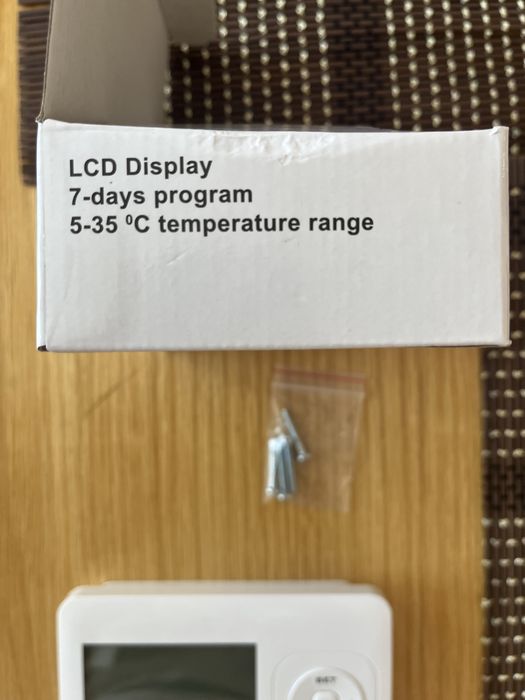 LCD Display
7-days program
5-35 ⁰C temperature range